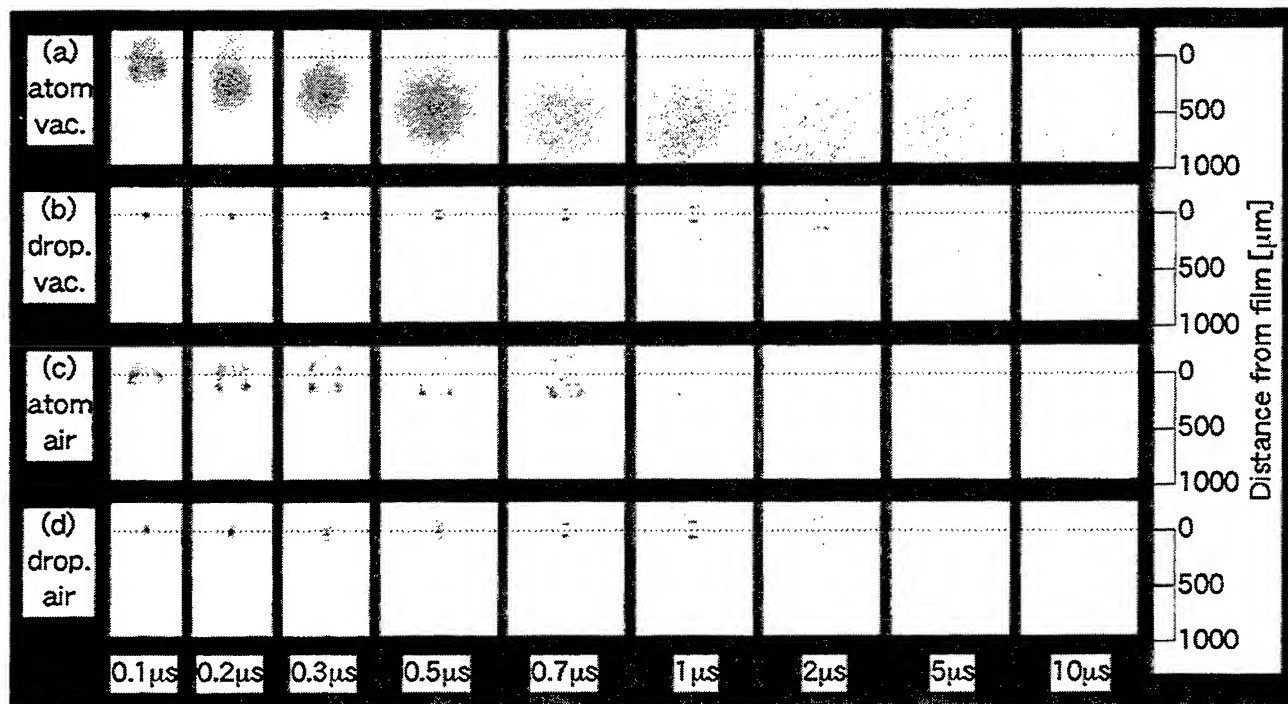 (a)
atom
vac.
0
500
1000
(b)
drop.
vac.
0
500
1000
(c)
atom
air
0
500
1000
(d)
drop.
air
0
500
1000
Distance from film [μm]
0.1μs 0.2μs 0.3μs 0.5μs 0.7μs 1μs 2μs 5μs 10μs